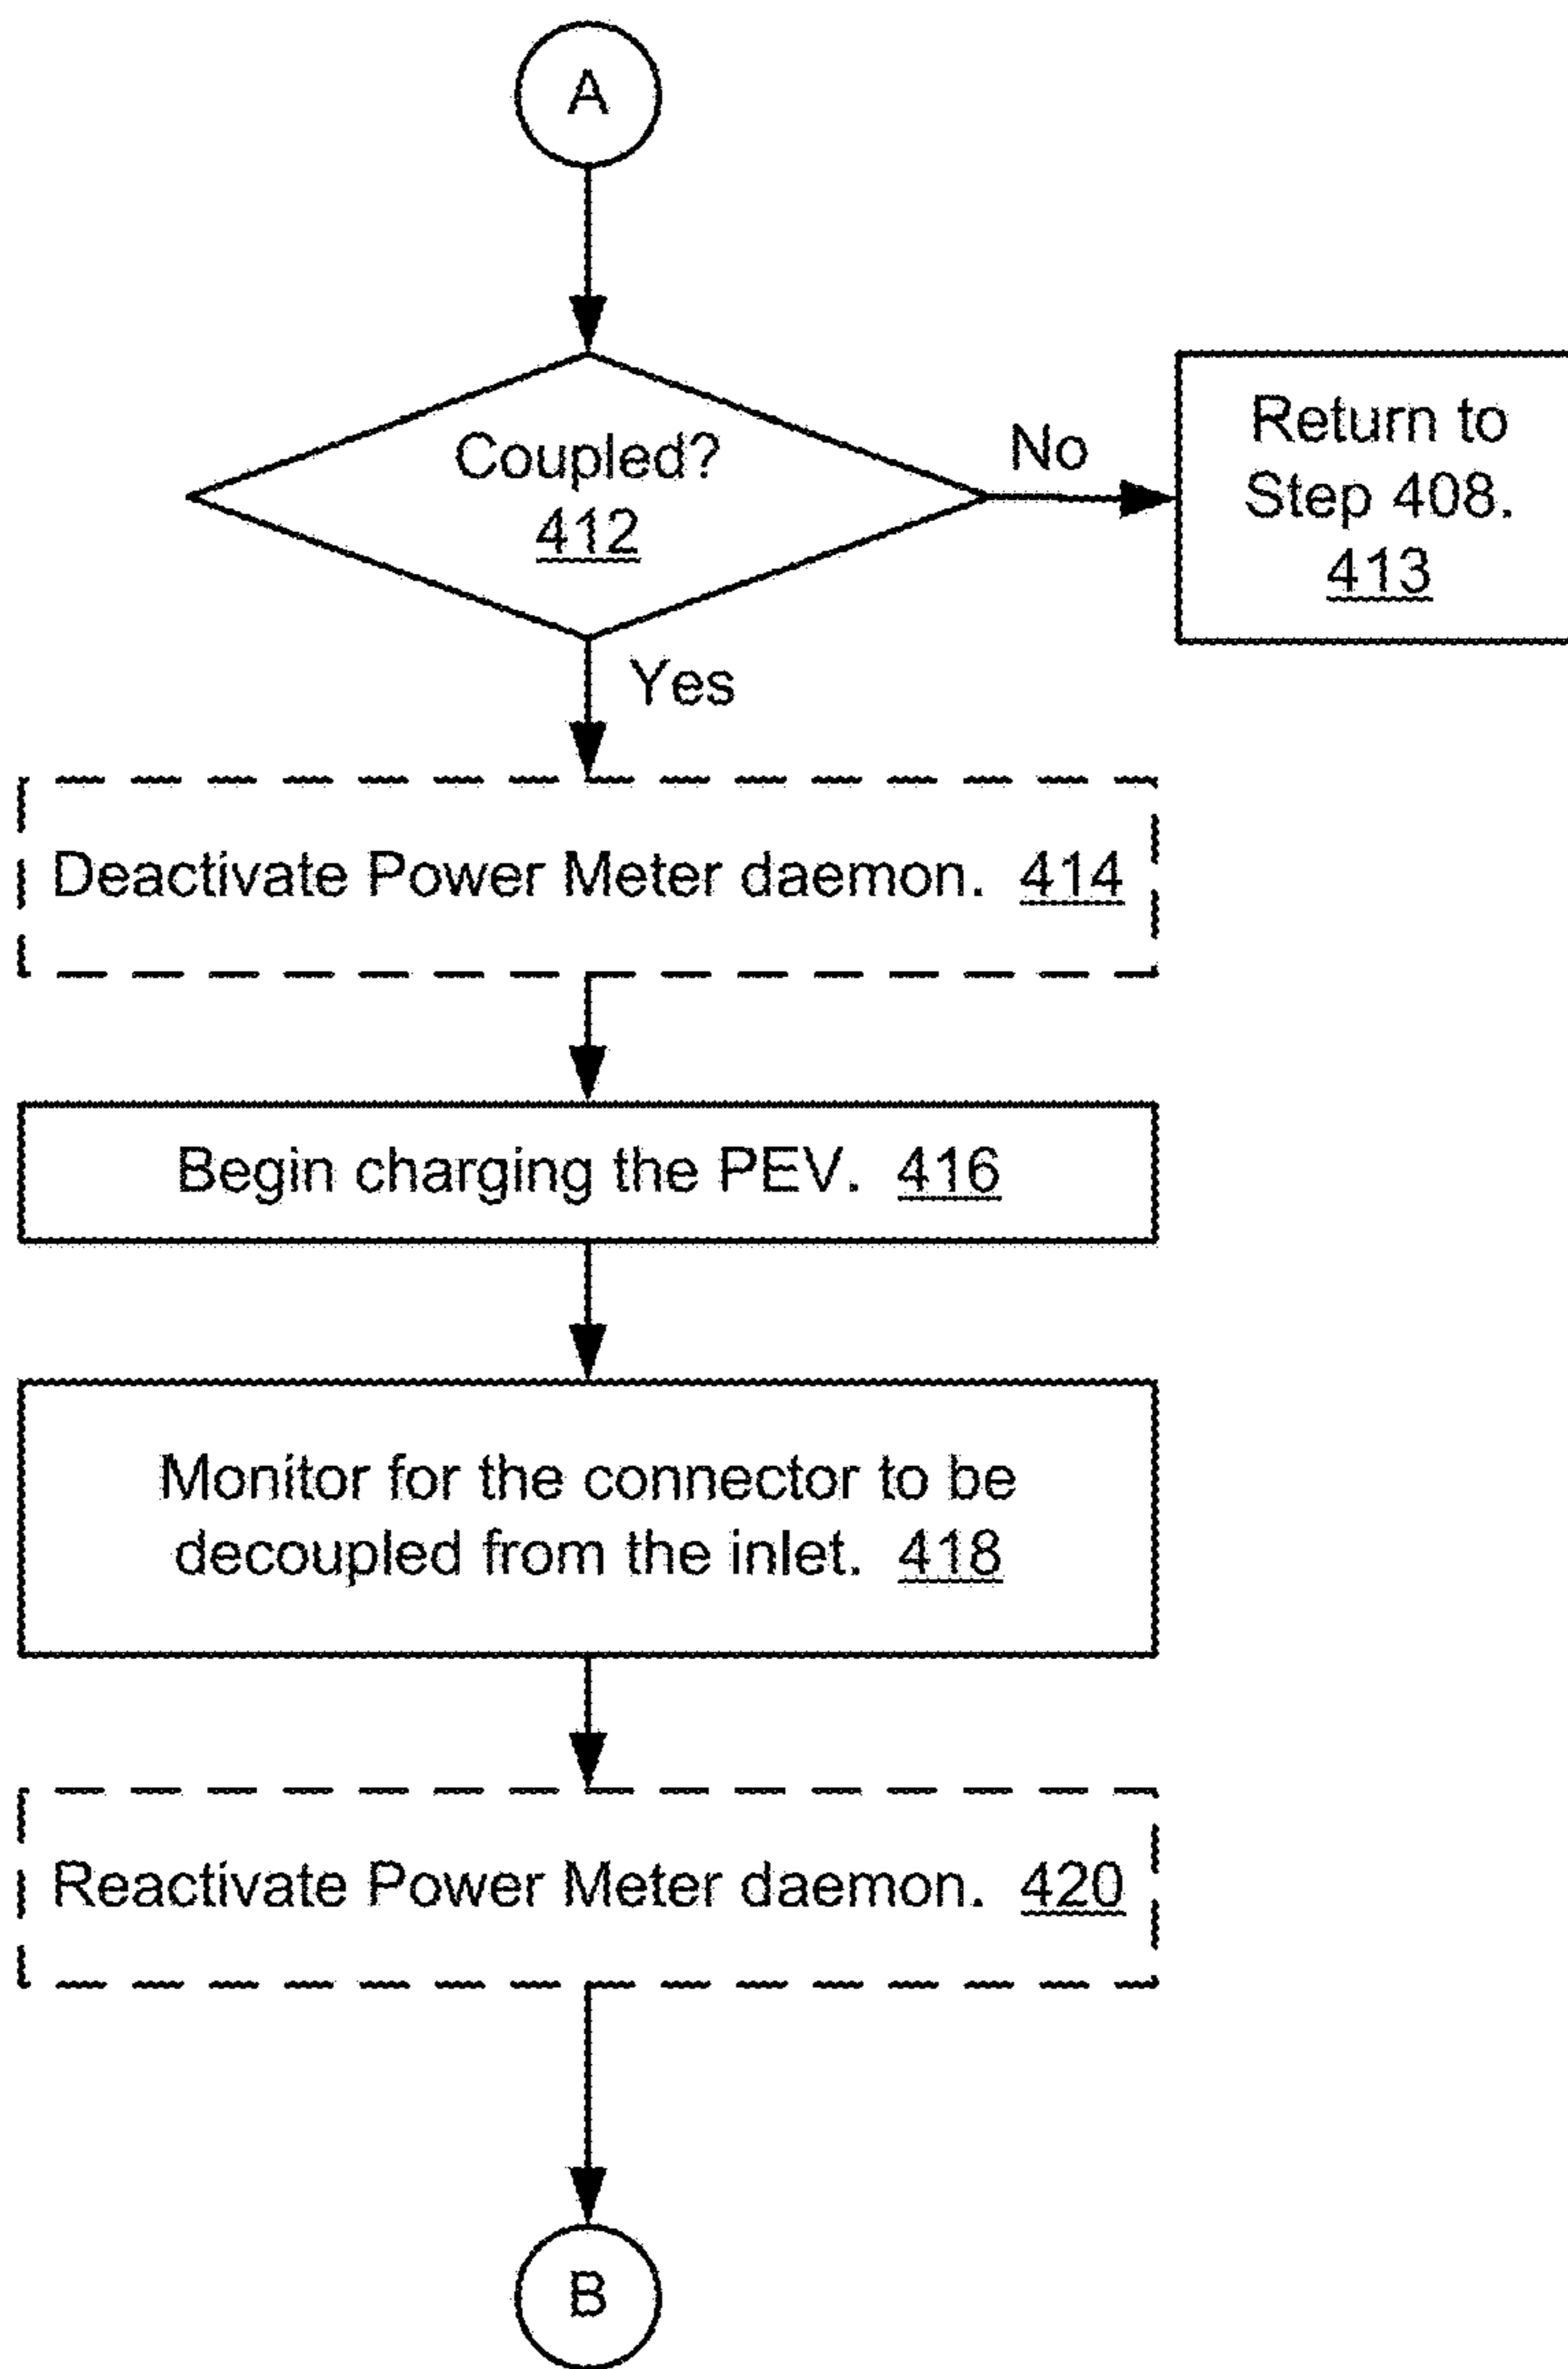 A
Coupled?
412
No
Return to
Step 408.
413
Yes
Deactivate Power Meter daemon. 414
Begin charging the PEV. 416
Monitor for the connector to be
decoupled from the inlet. 418
Reactivate Power Meter daemon. 420
B